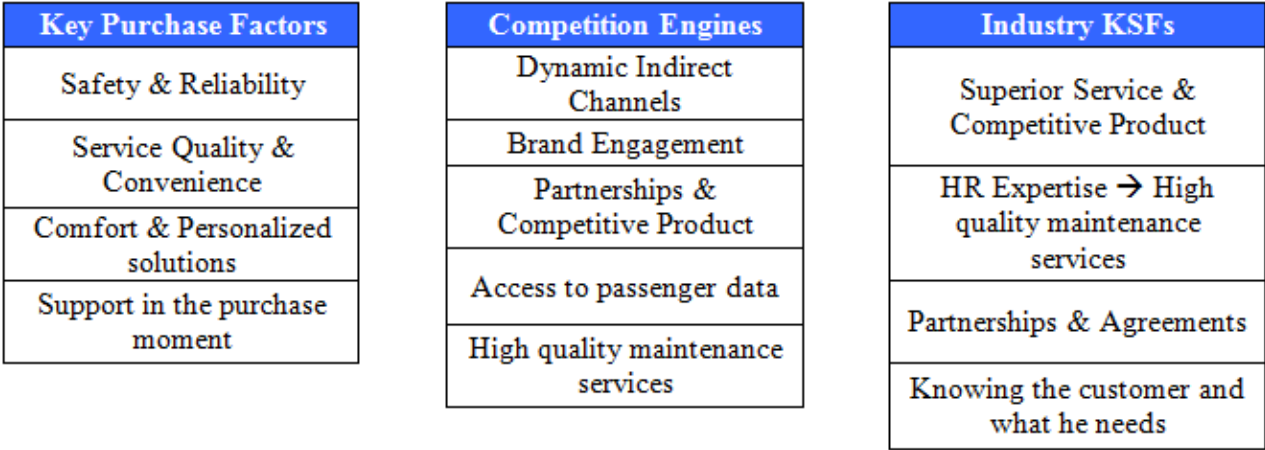 Key Purchase Factors
Safety & Reliability
Service Quality &
Convenience
Comfort & Personalized
solutions
Support in the purchase
moment
Competition Engines
Dynamic Indirect
Channels
Brand Engagement
Partnerships &
Competitive Product
Access to passenger data
High quality maintenance
services
Industry KSFs
Superior Service &
Competitive Product
HR Expertise → High
quality maintenance
services
Partnerships & Agreements
Knowing the customer and
what he needs